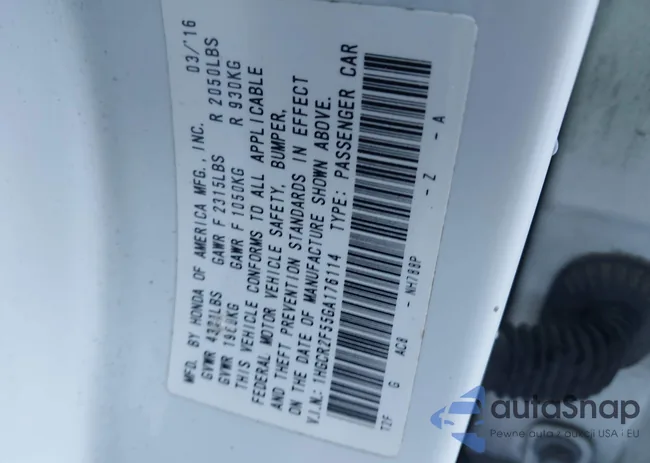 MFD. BY HONDA OF AMERICA MFG., INC. 03/'16
GVWR GAWR F 2315LBS R 2050LBS
GVWR GAWR F 1050KG R 930KG
THIS VEHICLE CONFORMS TO ALL APPLICABLE
FEDERAL MOTOR VEHICLE SAFETY, BUMPER,
AND THEFT PREVENTION STANDARDS IN EFFECT
ON THE DATE OF MANUFACTURE SHOWN ABOVE.
V.I.N.: 1HGCR2F55GA176114 TYPE: PASSENGER CAR
T2F G AC8 - NH788P - Z - A
autoSnap
Pewne auta z aukcji USA i EU